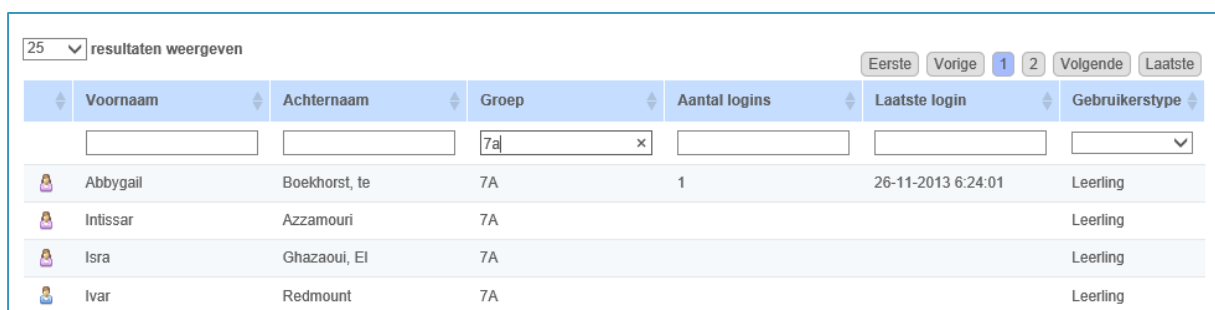 25 resultaten weergeven
Eerste Vorige 1 2 Volgende Laatste
Voornaam Achternaam Groep Aantal logins Laatste login Gebruikerstype
7a ×
Abbygail Boekhorst, te 7A 1 26-11-2013 6:24:01 Leerling
Intissar Azzamouri 7A Leerling
Isra Ghazaoui, El 7A Leerling
Ivar Redmount 7A Leerling